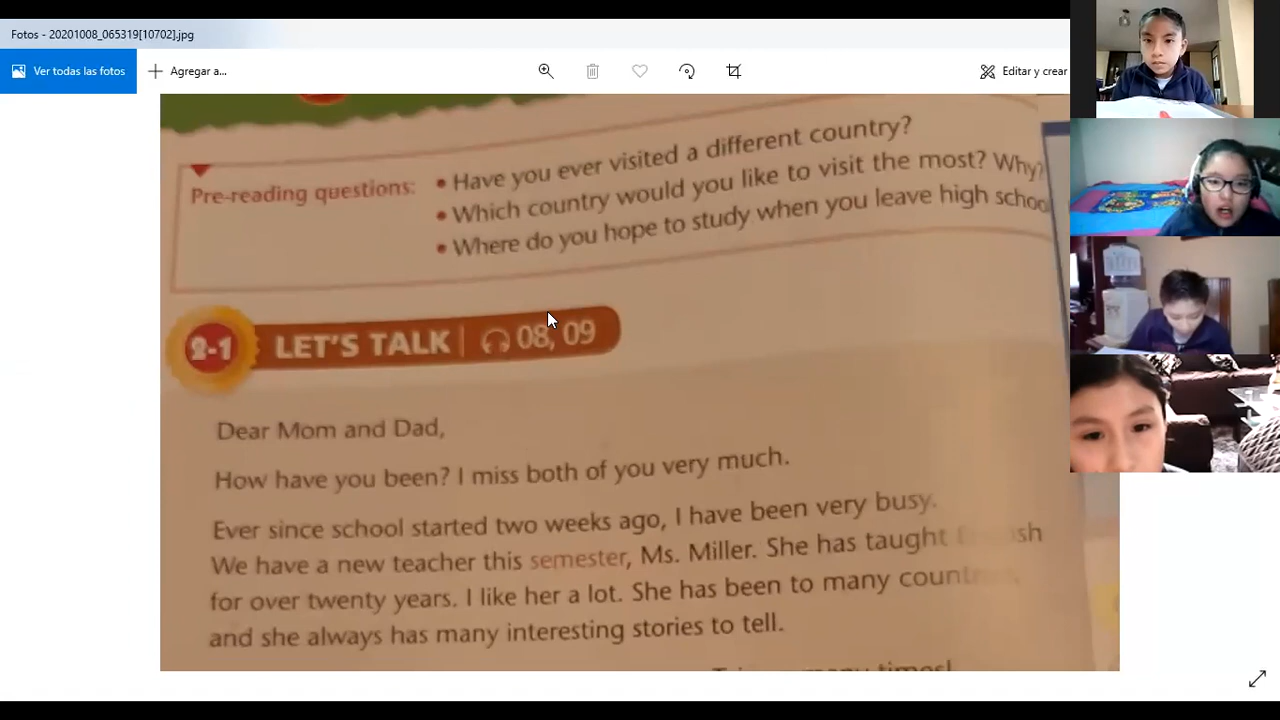 Fotos - 20201008_065319[10702].jpg
Ver todas las fotos
Agregar a...
Editar y crear
Pre-reading questions:
• Have you ever visited a different country?
• Which country would you like to visit the most? Why?
• Where do you hope to study when you leave high schoo
2-1 LET'S TALK | 08, 09
Dear Mom and Dad,
How have you been? I miss both of you very much.
Ever since school started two weeks ago, I have been very busy.
We have a new teacher this semester, Ms. Miller. She has taught
for over twenty years. I like her a lot. She has been to many
and she always has many interesting stories to tell.
many times!